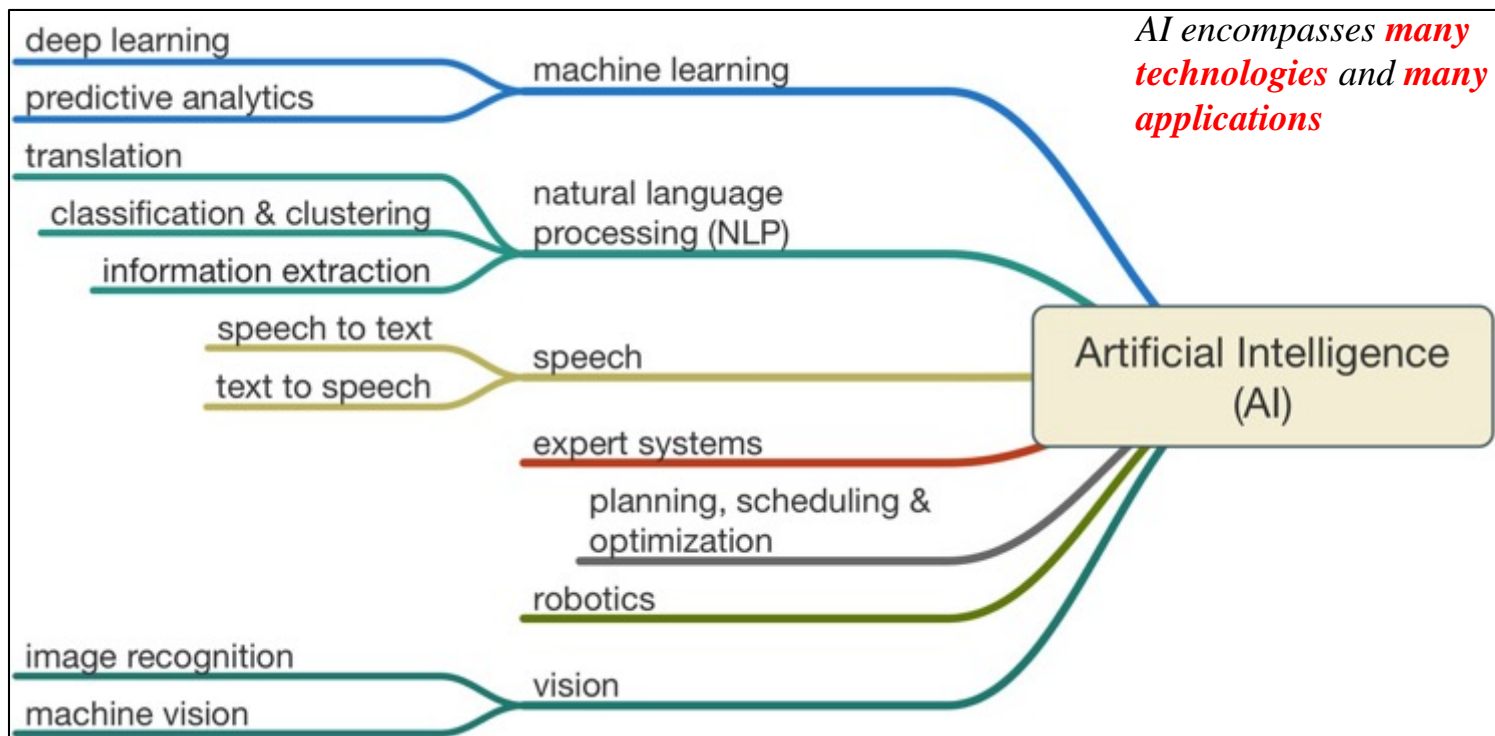 AI encompasses many
technologies and many
applications
deep learning
machine learning
predictive analytics
translation
natural language
processing (NLP)
classification & clustering
information extraction
speech to text
speech
text to speech
Artificial Intelligence
(AI)
expert systems
planning, scheduling &
optimization
robotics
image recognition
vision
machine vision